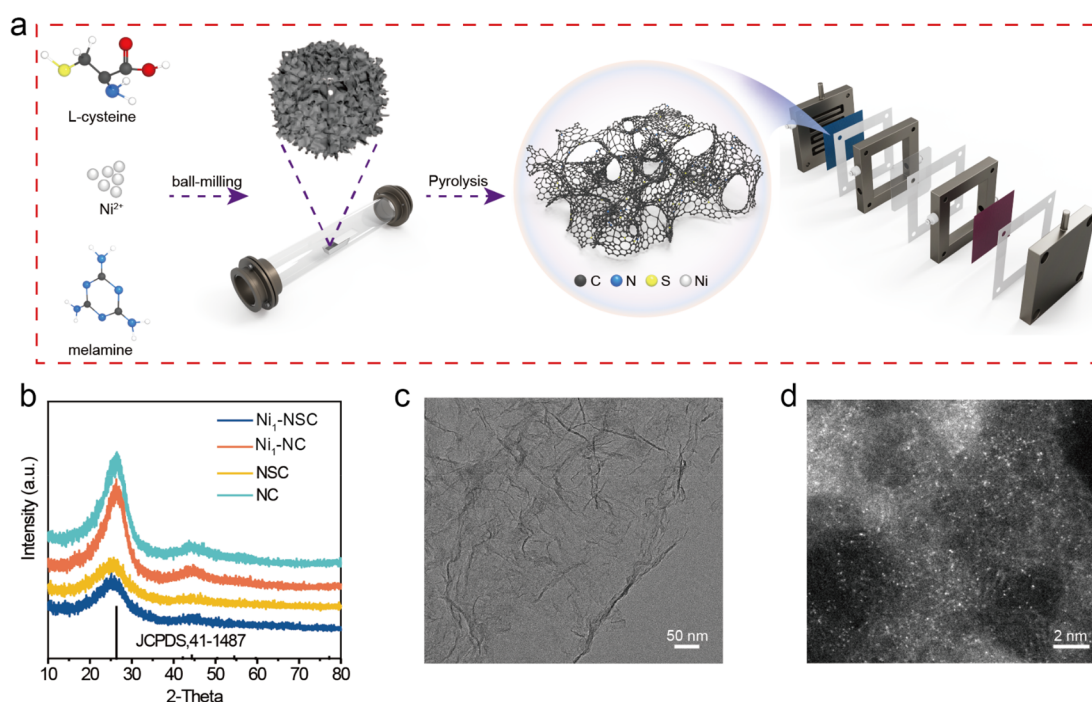 a
L-cysteine
Ni²⁺
melamine
ball-milling
Pyrolysis
C N S Ni
b
Ni₁-NSC
Ni₁-NC
NSC
NC
Intensity (a.u.)
JCPDS,41-1487
10 20 30 40 50 60 70 80
2-Theta
c
50 nm
d
2 nm